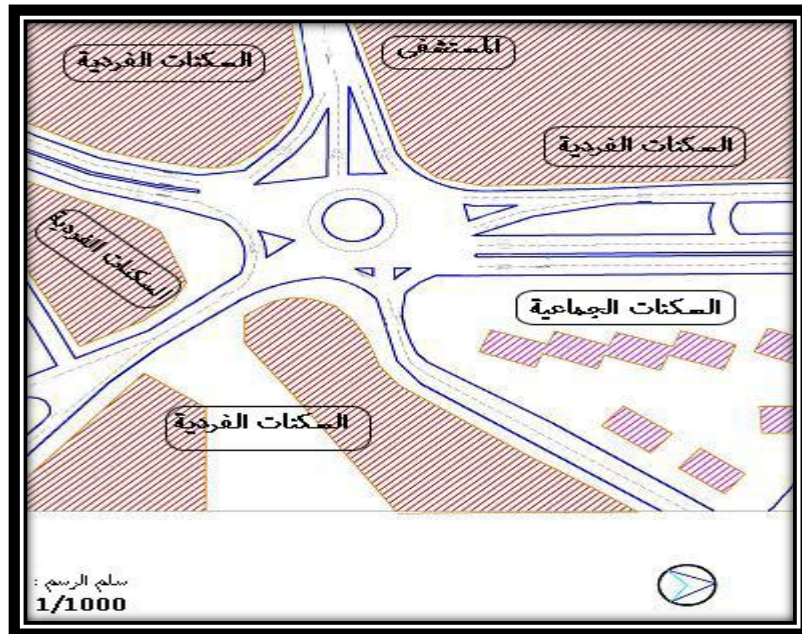 السكنات الفردية
المستشفى
السكنات الفردية
السكنات الفردية
السكنات الجماعية
السكنات الفردية
سلم الرسم :
1/1000